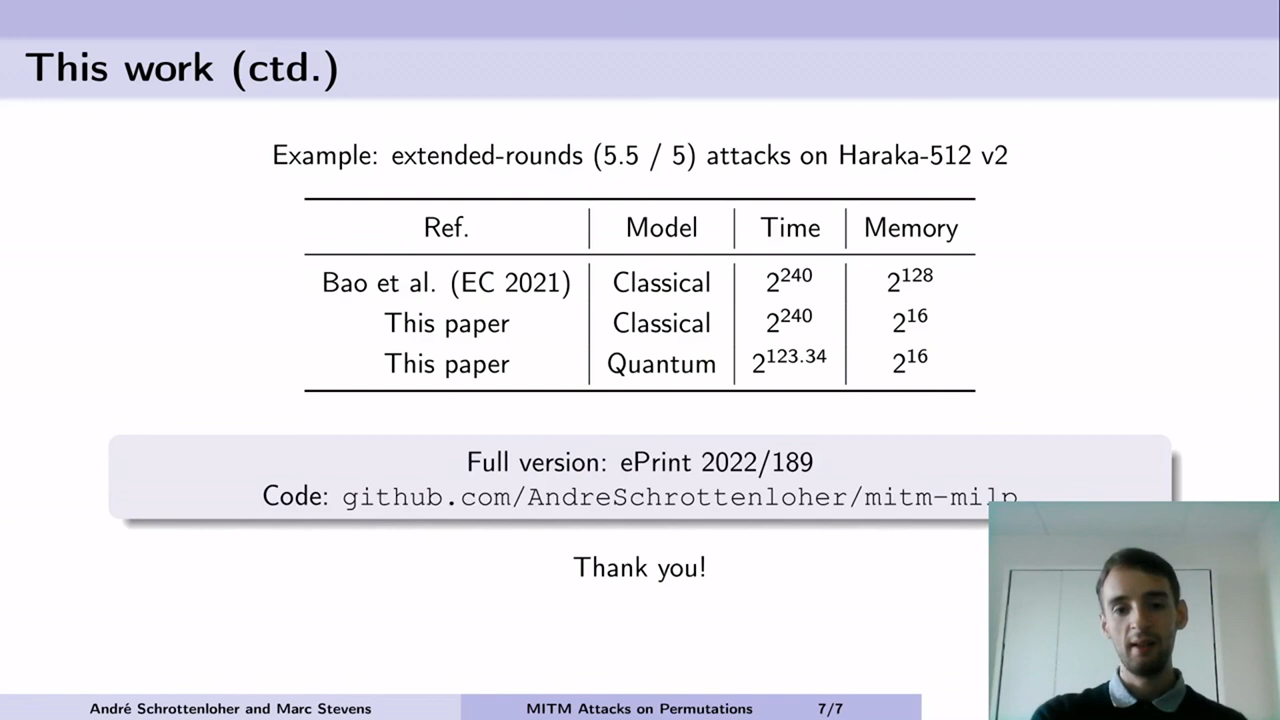 This work (ctd.)
Example: extended-rounds (5.5 / 5) attacks on Haraka-512 v2
Ref. Model Time Memory
Bao et al. (EC 2021) Classical 2^240 2^128
This paper Classical 2^240 2^16
This paper Quantum 2^123.34 2^16
Full version: ePrint 2022/189
Code: github.com/AndreSchrottenloher/mitm-milp
Thank you!
André Schrottenloher and Marc Stevens MITM Attacks on Permutations 7/7